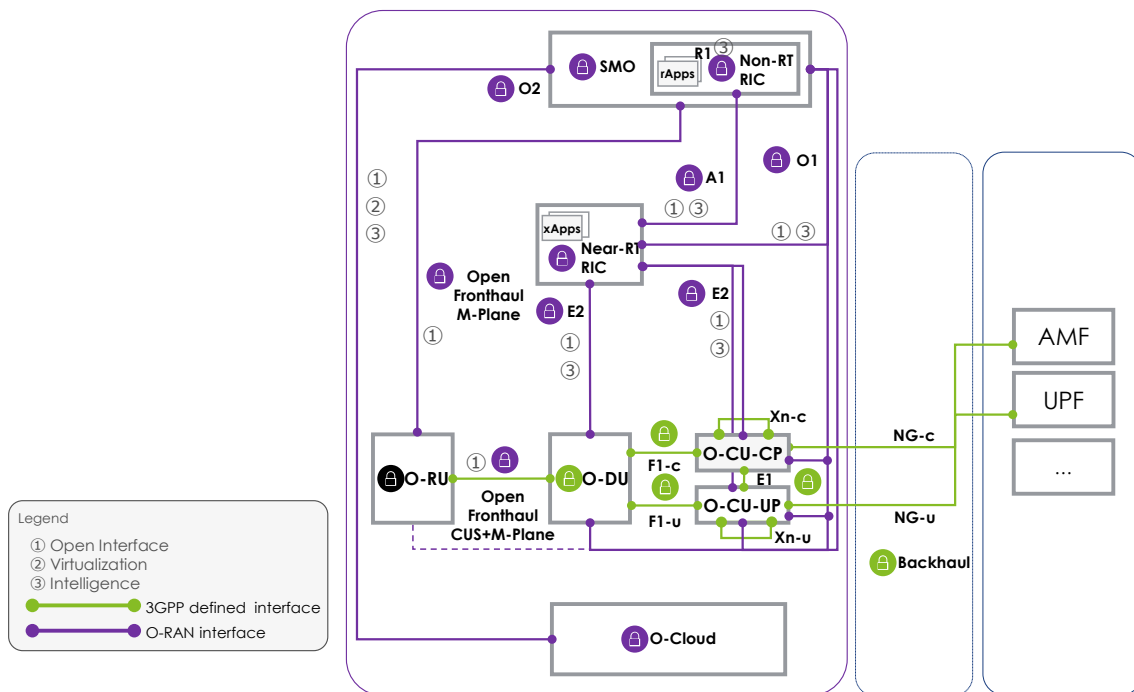 R1 ③
SMO
rApps
Non-RT
RIC
O2
O1
A1
①
②
③
① ③
① ③
xApps
Near-RT
RIC
Open
Fronthaul
M-Plane
①
E2
①
③
E2
①
③
AMF
UPF
...
Xn-c
NG-c
O-RU
①
O-DU
F1-c
O-CU-CP
E1
Open
Fronthaul
CUS+M-Plane
F1-u
O-CU-UP
NG-u
Xn-u
Backhaul
Legend
① Open Interface
② Virtualization
③ Intelligence
3GPP defined interface
O-RAN interface
O-Cloud